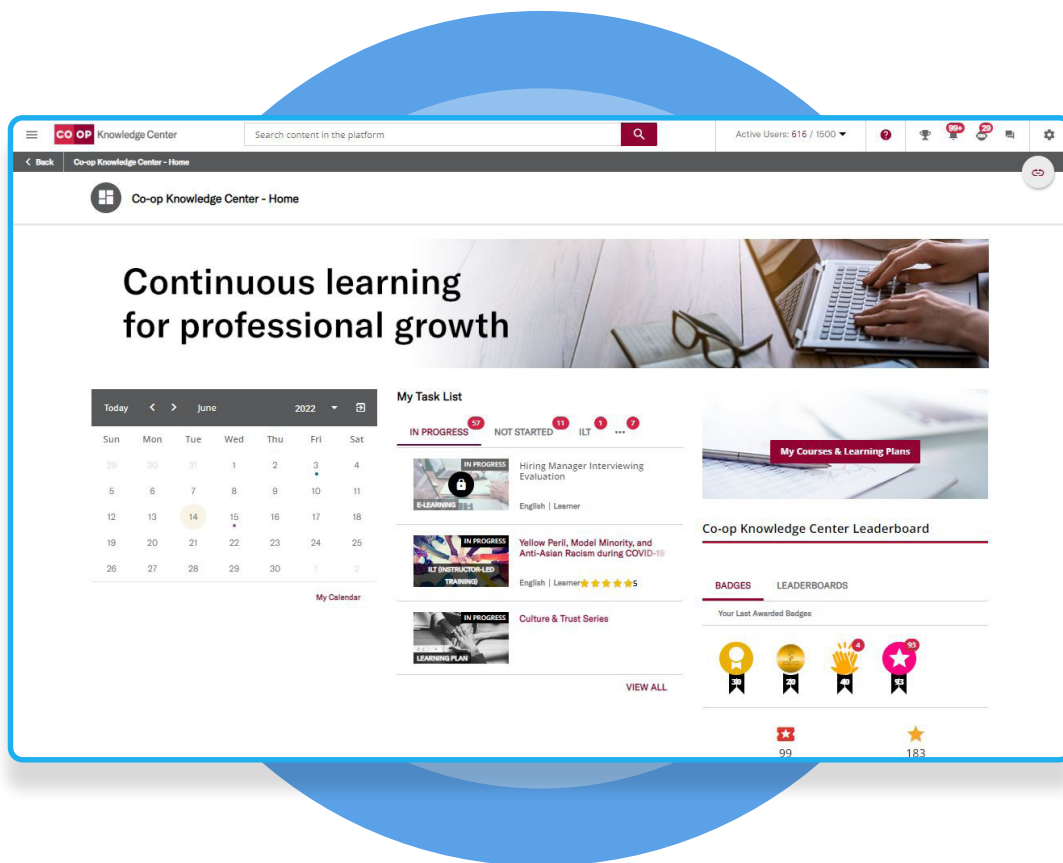 CO OP Knowledge Center
Search content in the platform
Active Users: 616 / 1500
?
99+
29
Back
Co-op Knowledge Center - Home
Co-op Knowledge Center - Home
Continuous learning
for professional growth
Today < > June 2022
Sun Mon Tue Wed Thu Fri Sat
29 30 31 1 2 3 4
5 6 7 8 9 10 11
12 13 14 15 16 17 18
19 20 21 22 23 24 25
26 27 28 29 30 1 2
My Calendar
My Task List
IN PROGRESS 57 NOT STARTED 11 ILT 1 ... 7
IN PROGRESS
E-LEARNING
Hiring Manager Interviewing
Evaluation
English | Learner
IN PROGRESS
ILT (INSTRUCTOR-LED
TRAINING)
Yellow Peril, Model Minority, and
Anti-Asian Racism during COVID-19
English | Learner 5
IN PROGRESS
LEARNING PLAN
Culture & Trust Series
VIEW ALL
My Courses & Learning Plans
Co-op Knowledge Center Leaderboard
BADGES LEADERBOARDS
Your Last Awarded Badges
4 93
30 20 40 93
99 183